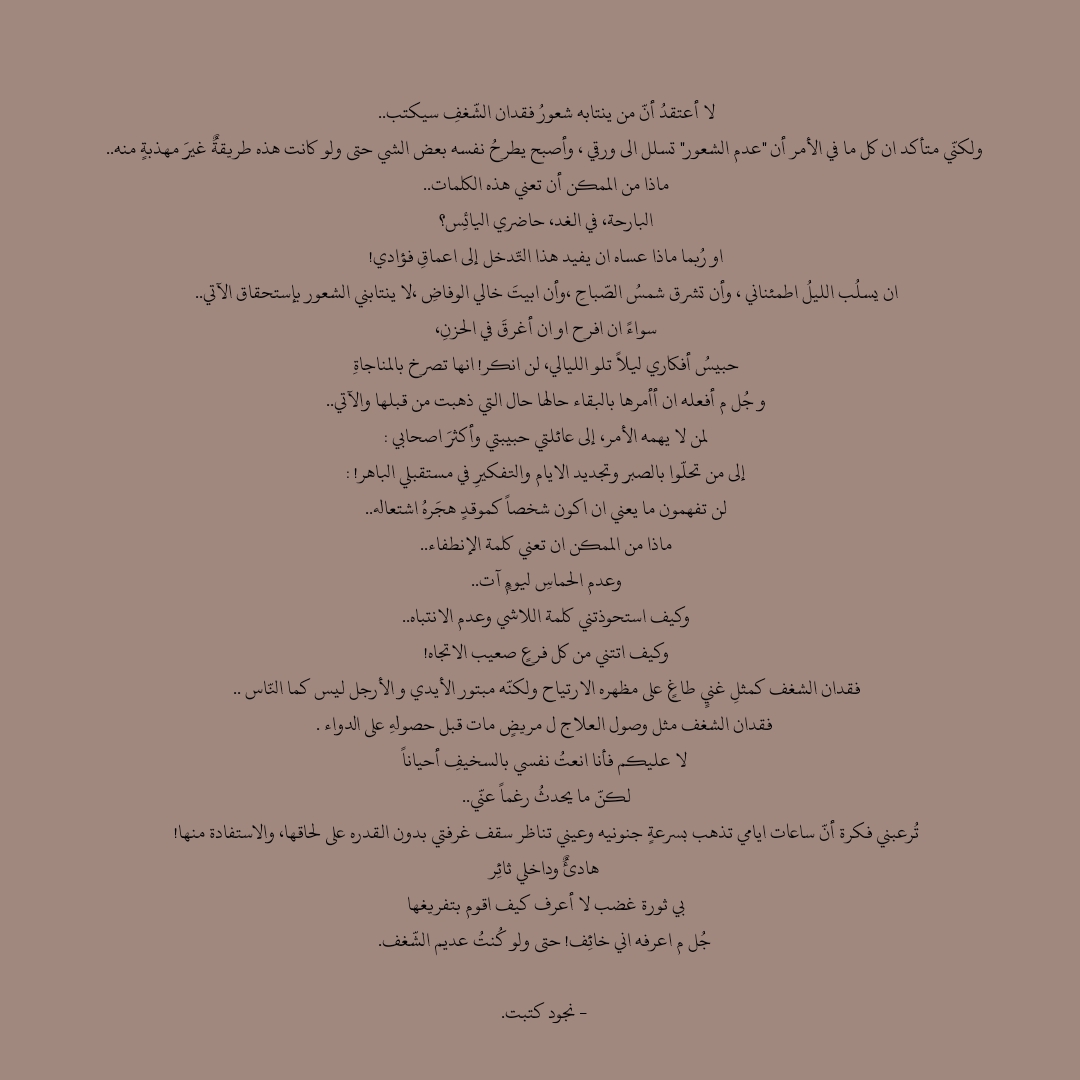 لا أعتقدُ أنّ من ينتابه شعورُ فقدان الشّغفِ سيكتب..
ولكنّي متأكد ان كل ما في الأمر أن "عدم الشعور" تسلل الى ورقي ، وأصبح يطرحُ نفسه بعض الشي حتى ولو كانت هذه طريقةٌ غيرَ مهذبةٍ منه..
ماذا من الممكن أن تعني هذه الكلمات..
البارحة، في الغد، حاضري اليائِس؟
او رُبما ماذا عساه ان يفيد هذا التّدخل إلى اعماقِ فؤادي!
ان يسلُب الليلُ اطمئناني ، وأن تشرق شمسُ الصّباحِ ،وأن ابيتَ خالي الوفاضِ ،لا ينتابني الشعور بإستحقاق الآتي..
سواءً ان افرح او ان أغرقَ في الحزنِ،
حبيسُ أفكاري ليلاً تلو الليالي، لن انكر! انها تصرخ بالمناجاةِ
و جُل م أفعله ان أأمرها بالبقاء حالها حال التي ذهبت من قبلها والآتي..
لمن لا يهمه الأمر، إلى عائلتي حبيبتي وأكثرَ اصحابي :
إلى من تحلّوا بالصبر وتجديد الايام والتفكيرِ في مستقبلي الباهر! :
لن تفهمون ما يعني ان اكون شخصاً كموقدٍ هجَرهُ اشتعاله..
ماذا من الممكن ان تعني كلمة الإنطفاء..
وعدم الحماسِ ليومٍ آت..
وكيف استحوذتني كلمة اللاشي وعدم الانتباه..
وكيف اتتني من كل فرعٍ صعيب الاتجاه!
فقدان الشغف كمثلِ غنيٍ طاغٍ على مظهره الارتياح ولكنّه مبتور الأيدي و الأرجل ليس كما النّاس ..
فقدان الشغف مثل وصول العلاج ل مريضٍ مات قبل حصولهِ على الدواء .
لا عليكم فأنا انعتُ نفسي بالسخيفِ أحياناً
لكنّ ما يحدثُ رغماً عنّي..
تُرعبني فكرة أنّ ساعات ايامي تذهب بسرعةٍ جنونيه وعيني تناظر سقف غرفتي بدون القدره على لحاقها، والاستفادة منها!
هادئٌ وداخلي ثائِر
بي ثورة غضب لا أعرف كيف اقوم بتفريغها
جُل م اعرفه اني خائِف! حتى ولو كُنتُ عديم الشّغف.
- نجود كتبت.